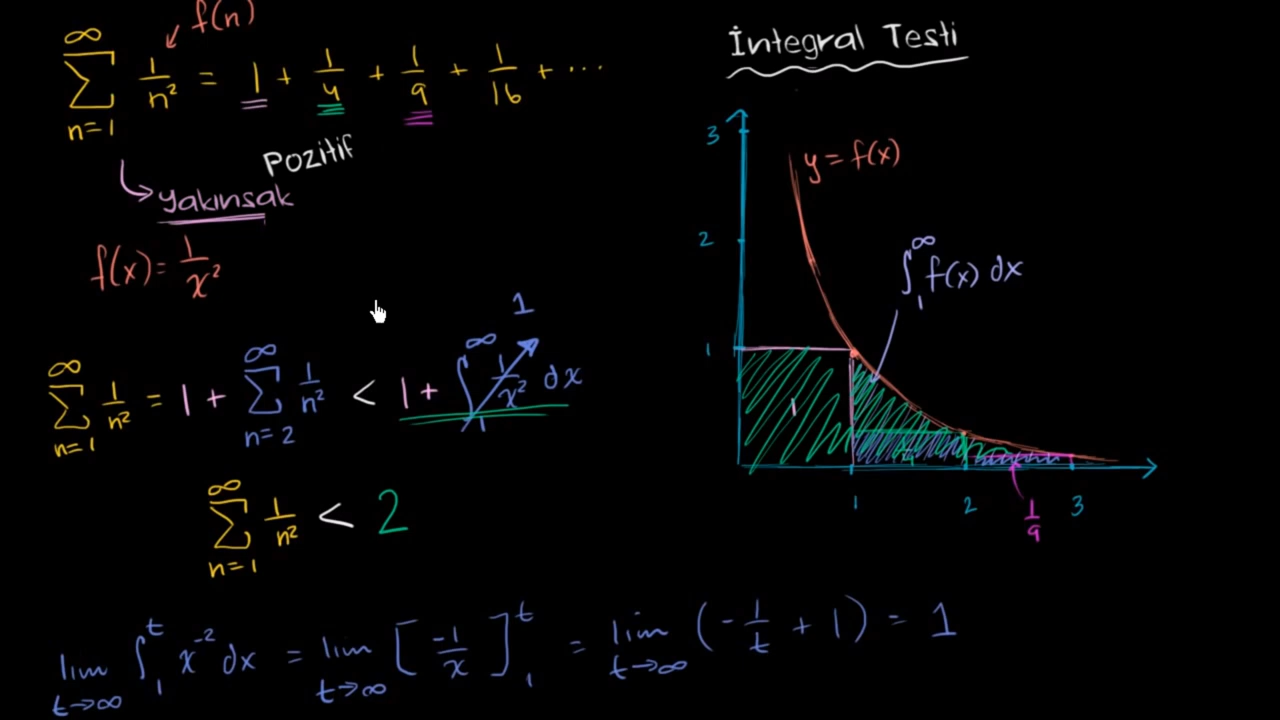 f(n)
∞
∑ 1/n² = 1 + 1/4 + 1/9 + 1/16 + ...
n=1
Pozitif
yakınsak
f(x) = 1/x²
∞ ∞ ∞ 1
∑ 1/n² = 1 + ∑ 1/n² < 1 + ∫ 1/x² dx
n=1 n=2 1
∞
∑ 1/n² < 2
n=1
lim t→∞ ∫₁ᵗ x⁻² dx = lim t→∞ [-1/x]₁ᵗ = lim t→∞ (-1/t + 1) = 1
İntegral Testi
3
y = f(x)
2
∫₁^∞ f(x) dx
1
1
1 2 3
1/9